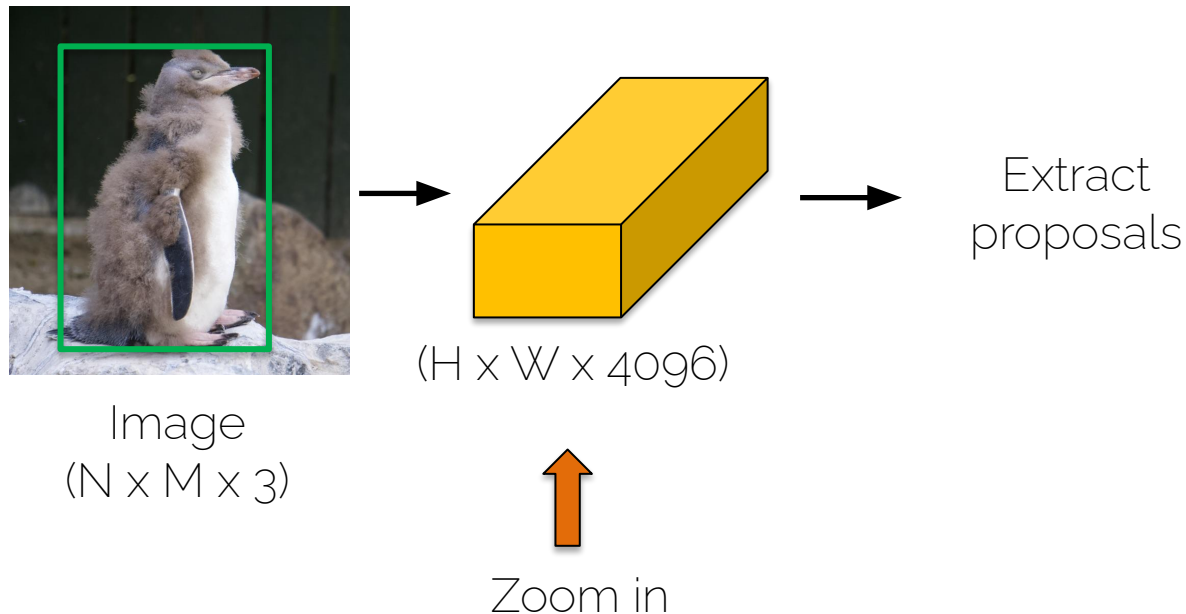 Image
(N x M x 3)
(H x W x 4096)
Zoom in
Extract
proposals